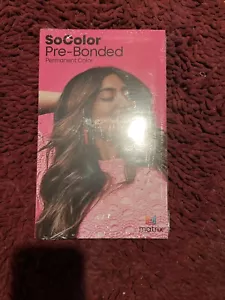 SoColor
Pre-Bonded
Permanent Color
matrix